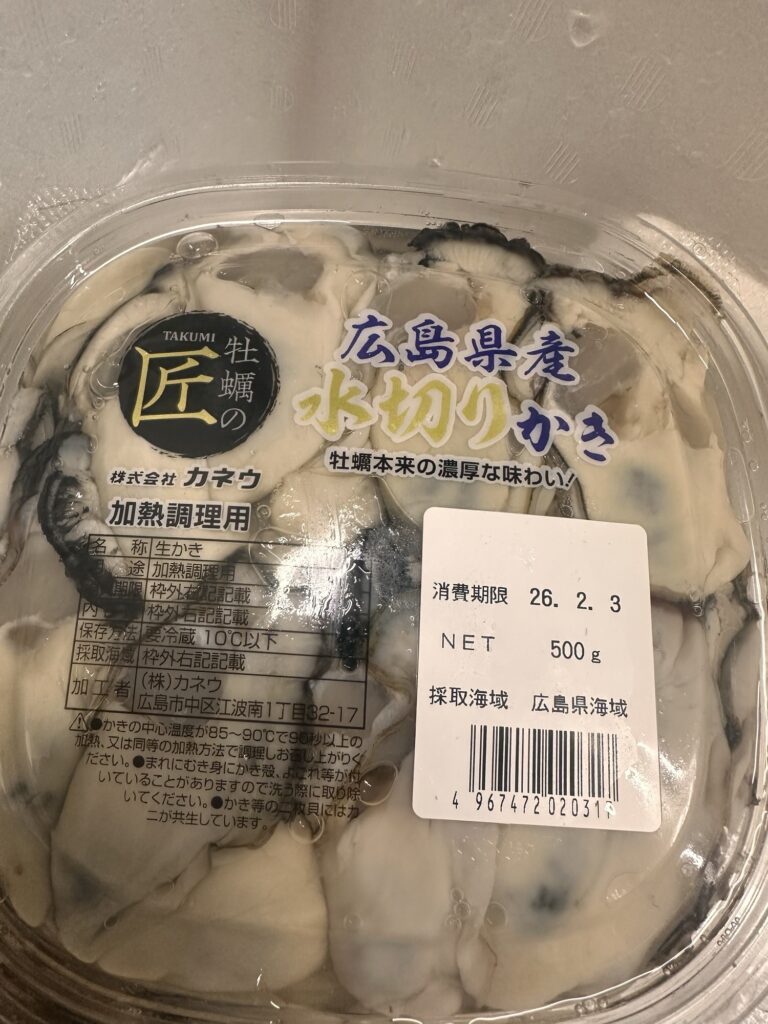 TAKUMI
牡蠣の
匠
広島県産
水切りかき
牡蠣本来の濃厚な味わい!
株式会社 カネウ
加熱調理用
名 称 生かき
途 加熱調理用
期限 枠外右記記載
内 枠外右記記載
保存方法 要冷蔵 10℃以下
採取海域 枠外右記記載
加工者 (株)カネウ
広島市中区江波南1丁目32-17
⚠●かきの中心温度が85～90℃で90秒以上の
加熱、又は同等の加熱方法で調理しお召し上がりく
ださい。●まれにむき身にかき殻、よごれ等が付
いていることがありますので洗う際に取り除
いてください。●かき等の二枚貝にはカ
ニが共生しています。
消費期限 26. 2. 3
NET 500g
採取海域 広島県海域
4 967472 020313